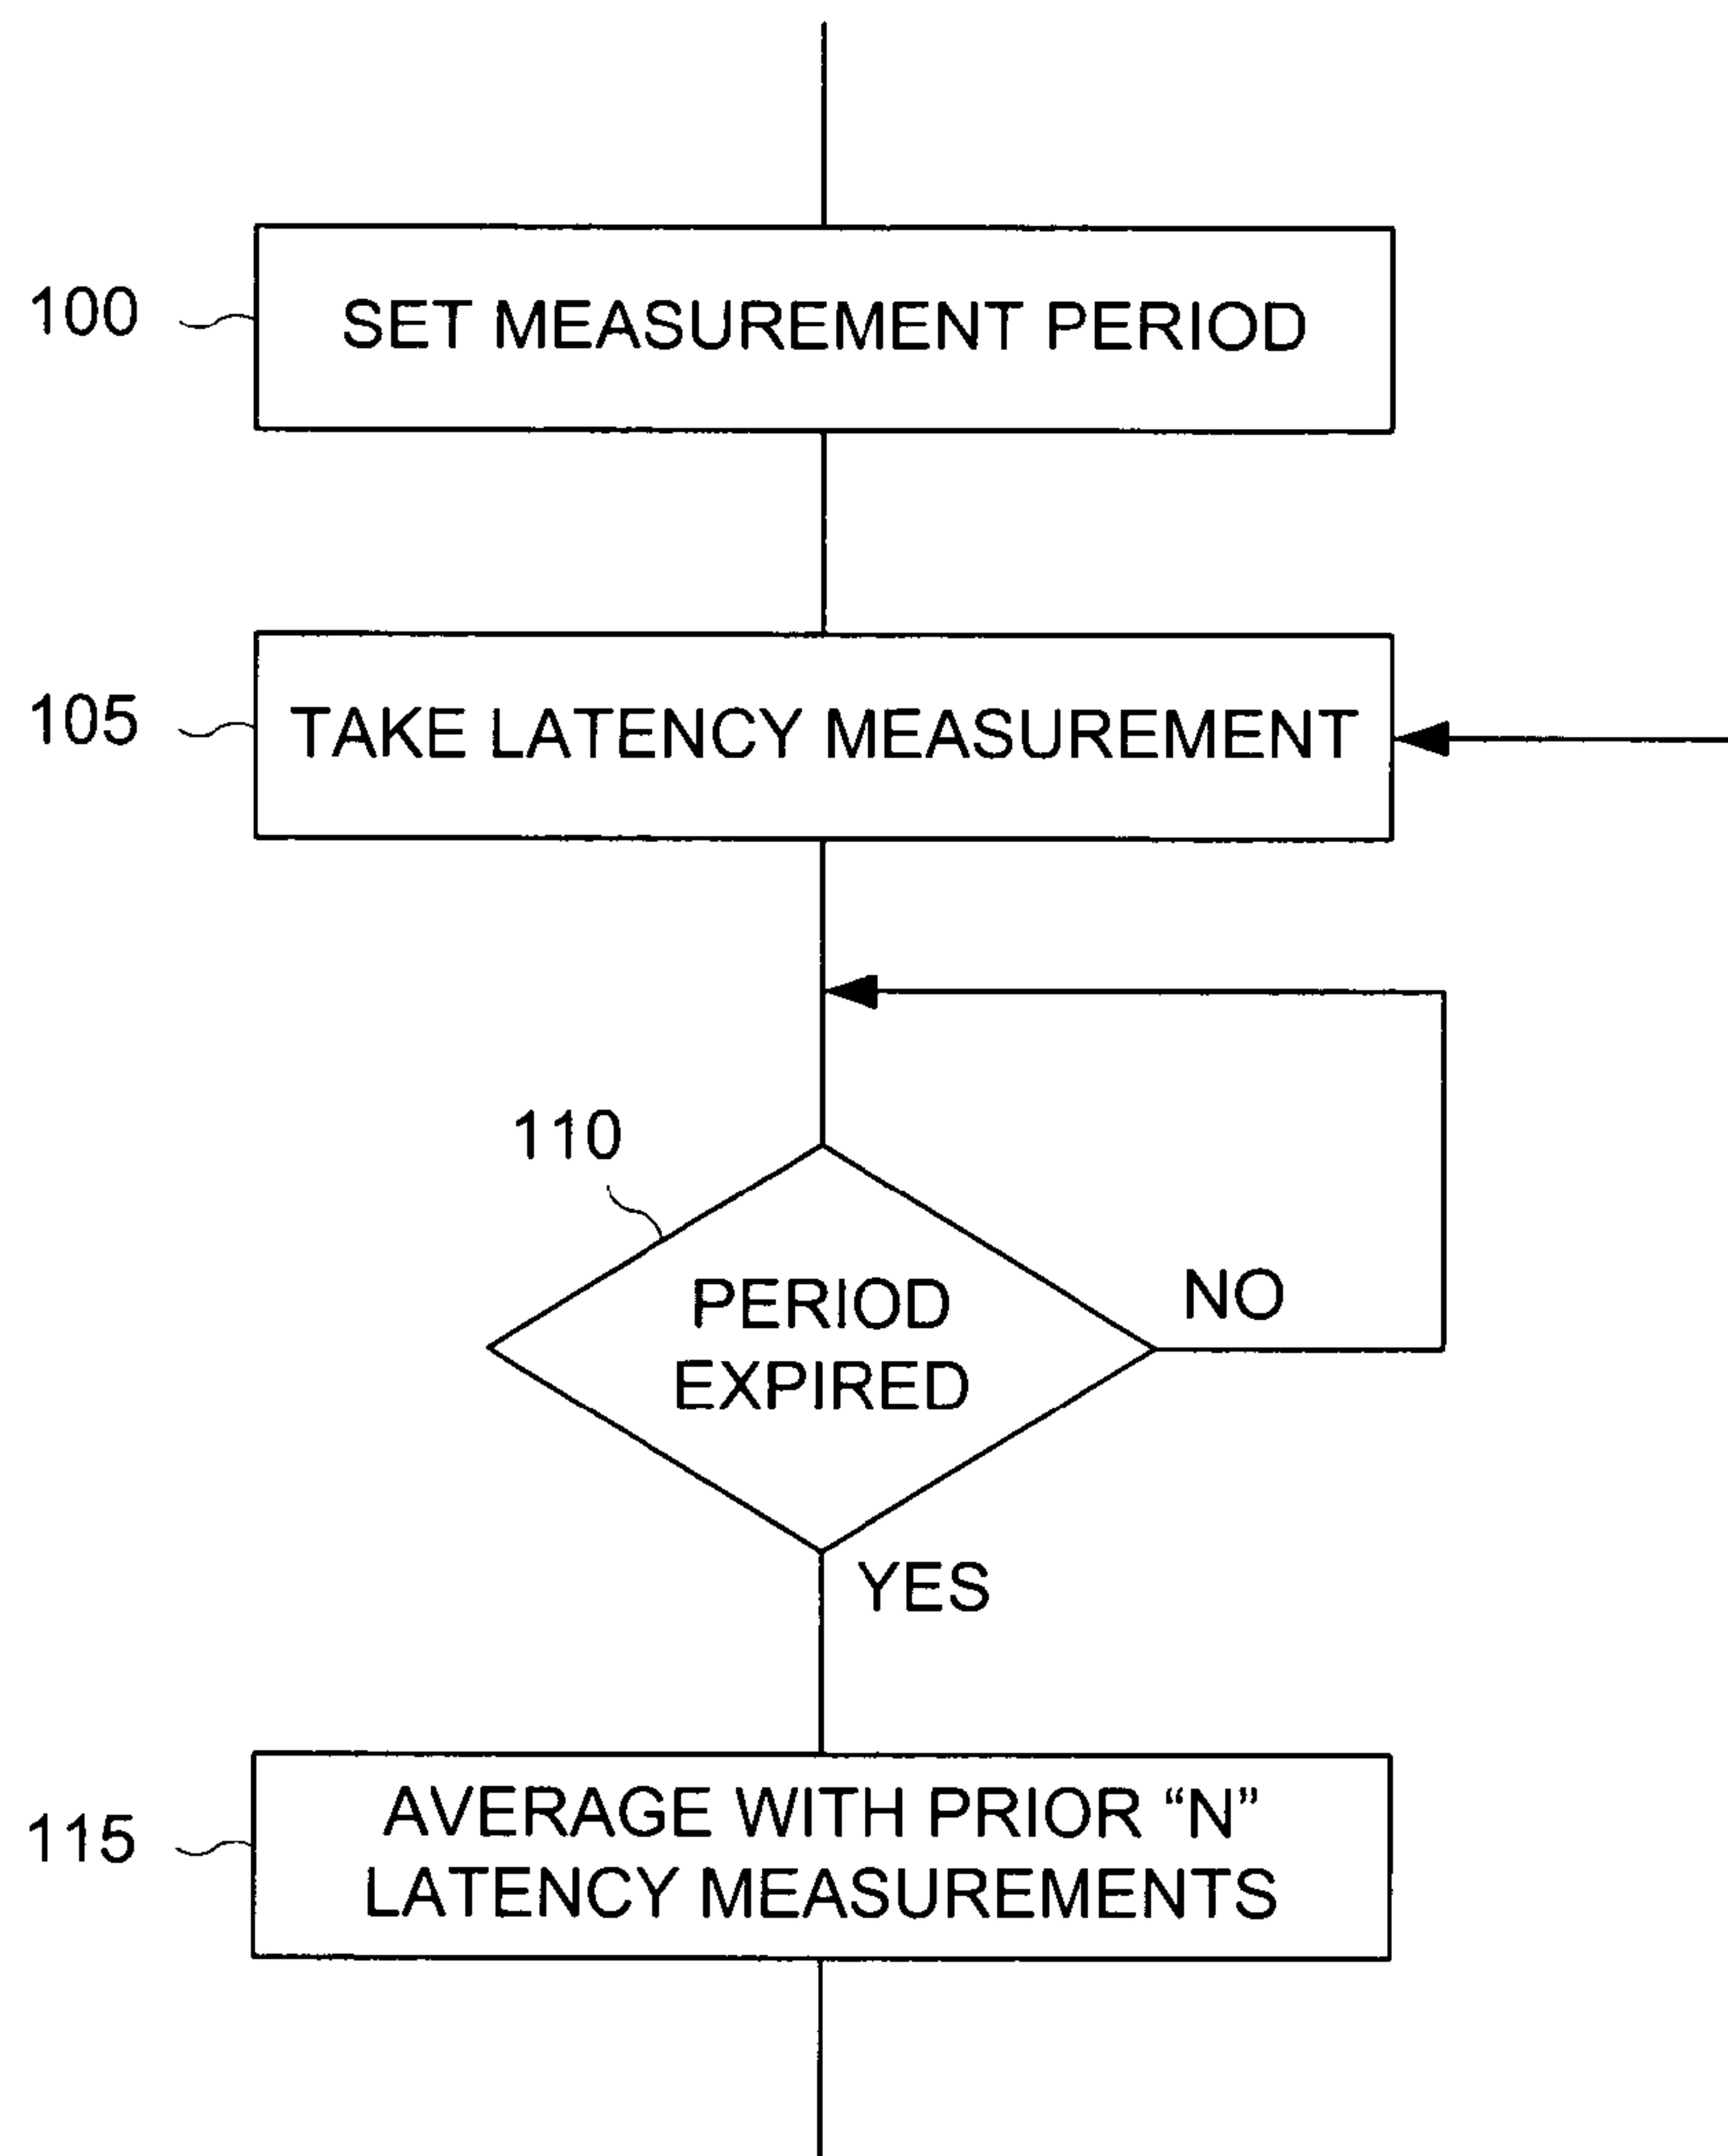 100
SET MEASUREMENT PERIOD
105
TAKE LATENCY MEASUREMENT
110
PERIOD
EXPIRED
NO
YES
115
AVERAGE WITH PRIOR “N”
LATENCY MEASUREMENTS